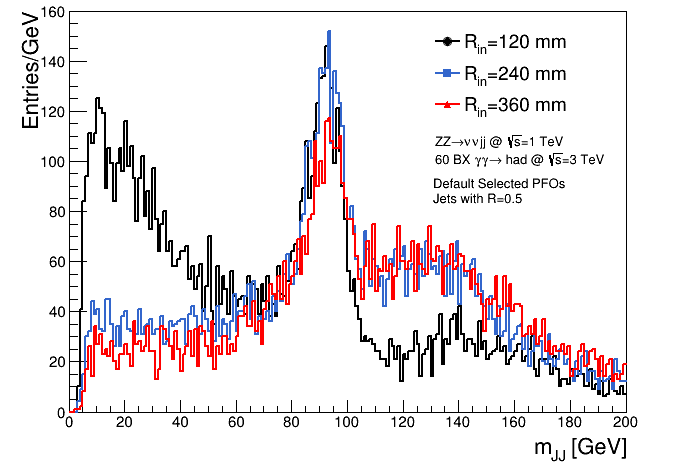 Entries/GeV
160
140
120
100
80
60
40
20
0
0 20 40 60 80 100 120 140 160 180 200
m_JJ [GeV]
R_in=120 mm
R_in=240 mm
R_in=360 mm
ZZ→ννjj @ √s=1 TeV
60 BX γγ→ had @ √s=3 TeV
Default Selected PFOs
Jets with R=0.5